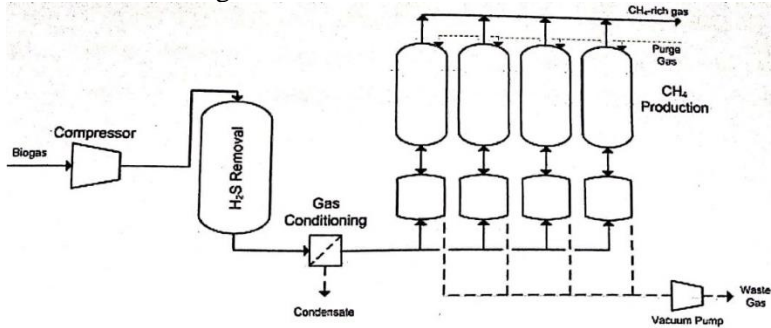 CH₄-rich gas
Purge
Gas
CH₄
Production
Compressor
Biogas
H₂S Removal
Gas
Conditioning
Condensate
Waste
Gas
Vacuum Pump